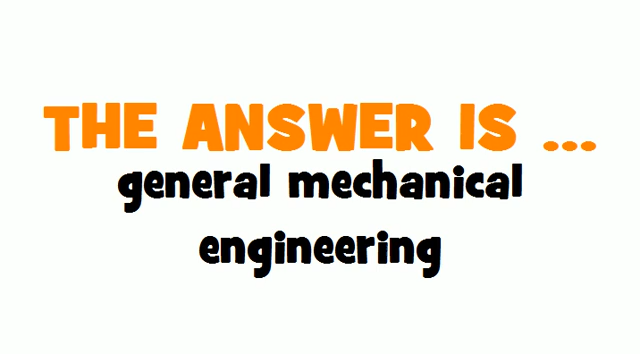 THE ANSWER IS ...
general mechanical
engineering